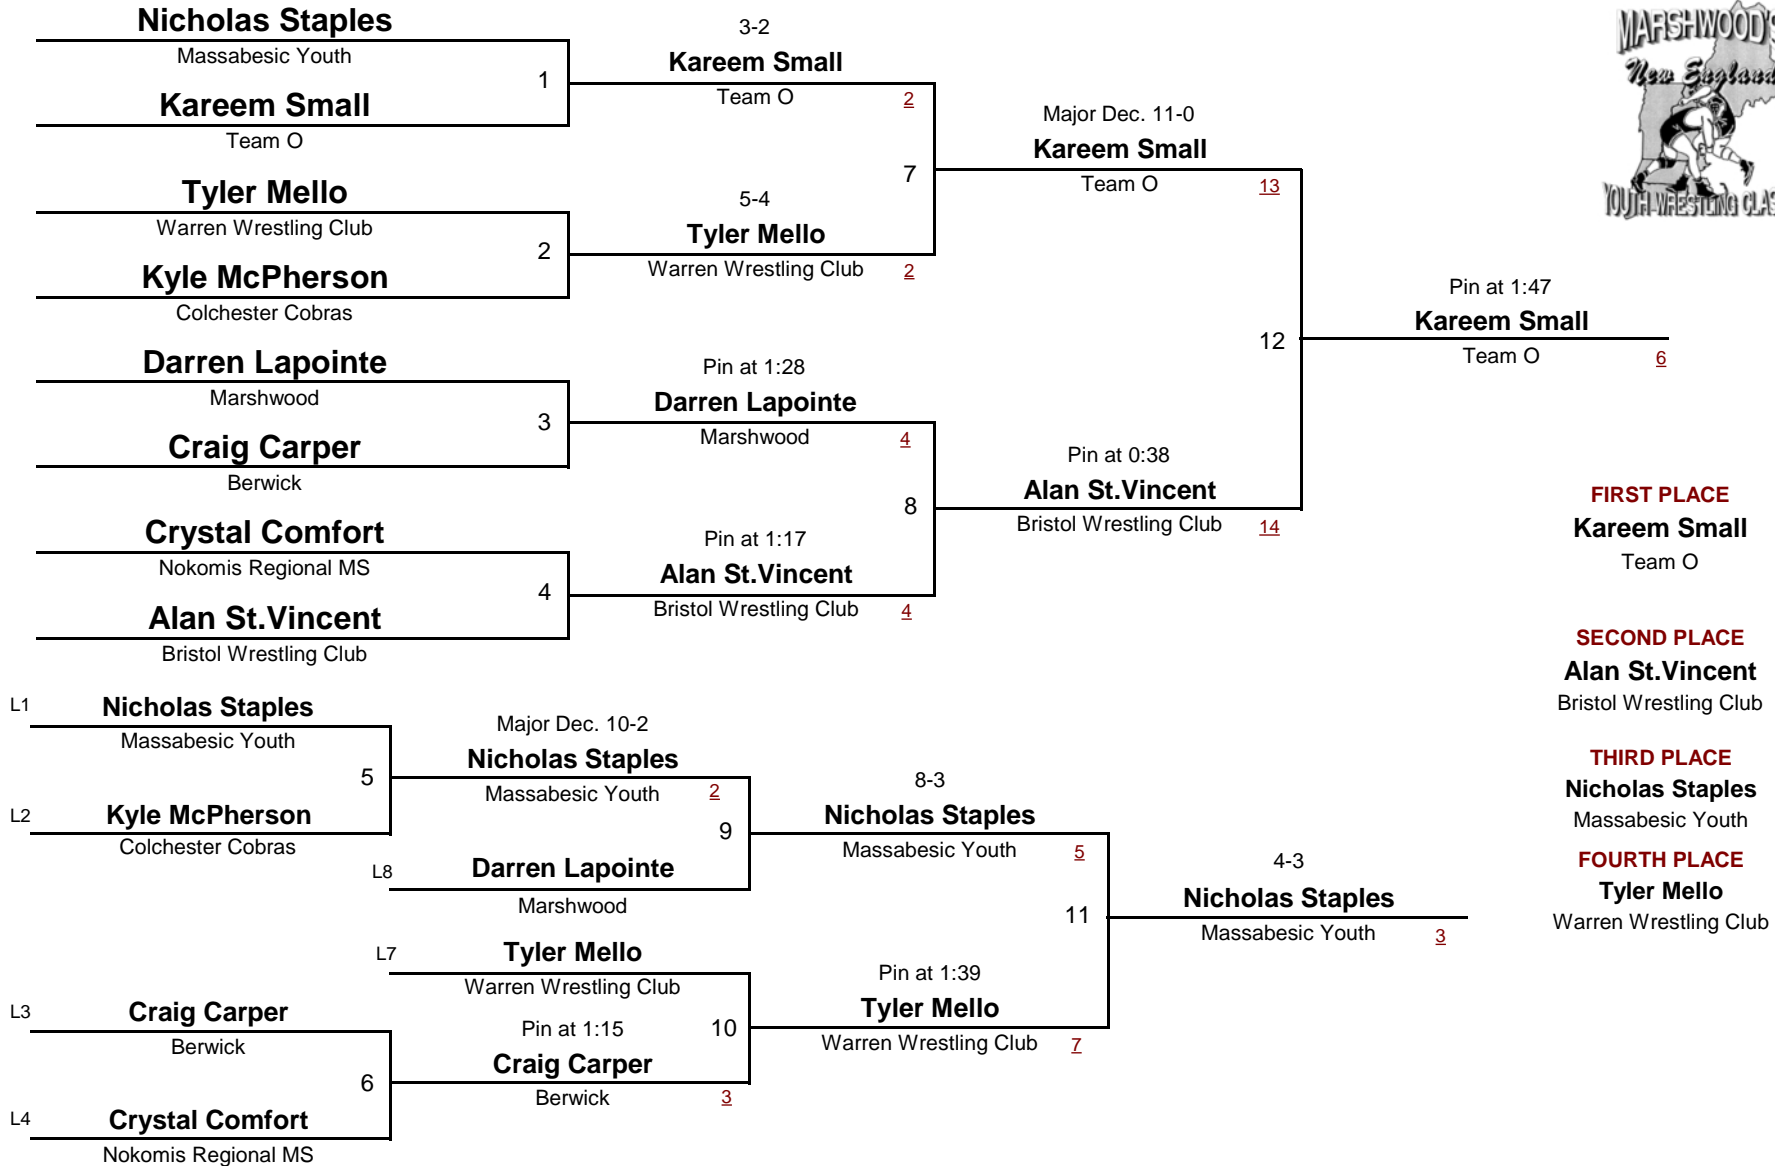 Nicholas Staples
Massabesic Youth
1
Kareem Small
Team O
Tyler Mello
Warren Wrestling Club
2
Kyle McPherson
Colchester Cobras
Darren Lapointe
Marshwood
3
Craig Carper
Berwick
Crystal Comfort
Nokomis Regional MS
4
Alan St.Vincent
Bristol Wrestling Club
3-2
Kareem Small
Team O 2
7
5-4
Tyler Mello
Warren Wrestling Club 2
Pin at 1:28
Darren Lapointe
Marshwood 4
8
Pin at 1:17
Alan St.Vincent
Bristol Wrestling Club 4
Major Dec. 11-0
Kareem Small
Team O 13
12
Pin at 0:38
Alan St.Vincent
Bristol Wrestling Club 14
Pin at 1:47
Kareem Small
Team O 6
MARSHWOOD'S
New England
YOUTH WRESTLING CLAS
FIRST PLACE
Kareem Small
Team O
SECOND PLACE
Alan St.Vincent
Bristol Wrestling Club
THIRD PLACE
Nicholas Staples
Massabesic Youth
FOURTH PLACE
Tyler Mello
Warren Wrestling Club
L1 Nicholas Staples
Massabesic Youth
5
L2 Kyle McPherson
Colchester Cobras
Major Dec. 10-2
Nicholas Staples
Massabesic Youth 2
9
L8 Darren Lapointe
Marshwood
L7 Tyler Mello
Warren Wrestling Club
10
Pin at 1:15
Craig Carper
Berwick 3
L3 Craig Carper
Berwick
6
L4 Crystal Comfort
Nokomis Regional MS
8-3
Nicholas Staples
Massabesic Youth 5
11
Pin at 1:39
Tyler Mello
Warren Wrestling Club 7
4-3
Nicholas Staples
Massabesic Youth 3